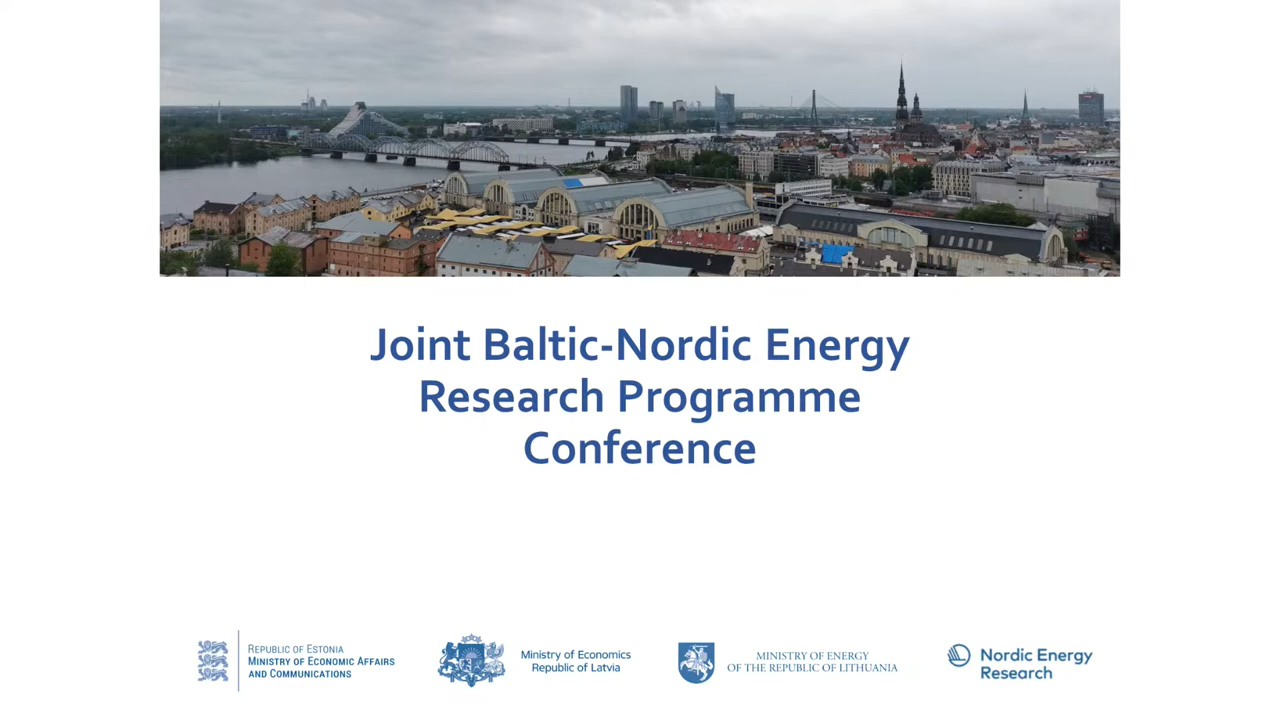 Joint Baltic-Nordic Energy
Research Programme
Conference
REPUBLIC OF ESTONIA
MINISTRY OF ECONOMIC AFFAIRS
AND COMMUNICATIONS
Ministry of Economics
Republic of Latvia
MINISTRY OF ENERGY
OF THE REPUBLIC OF LITHUANIA
Nordic Energy
Research